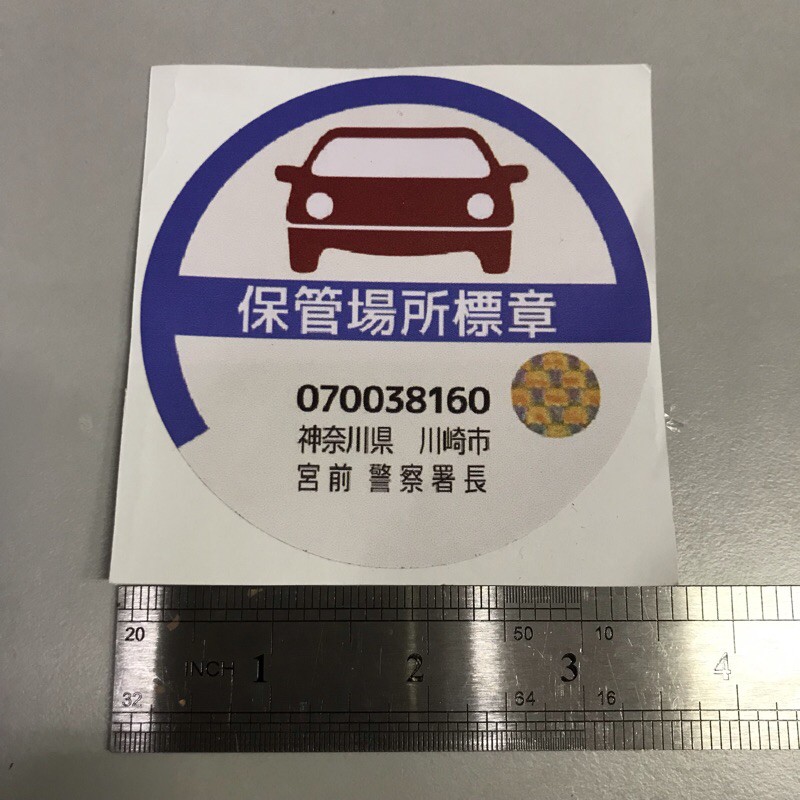 保管場所標章
070038160
神奈川県 川崎市
宮前 警察署長
20 50 10
INCH 1 2 3 4
32 64 16